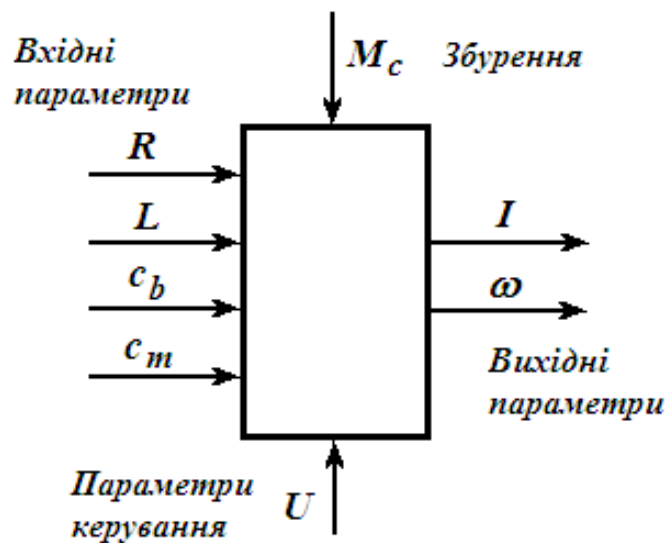 Вхідні
параметри
M_c Збурення
R
L
c_b
c_m
I
ω
Вихідні
параметри
Параметри
керування
U